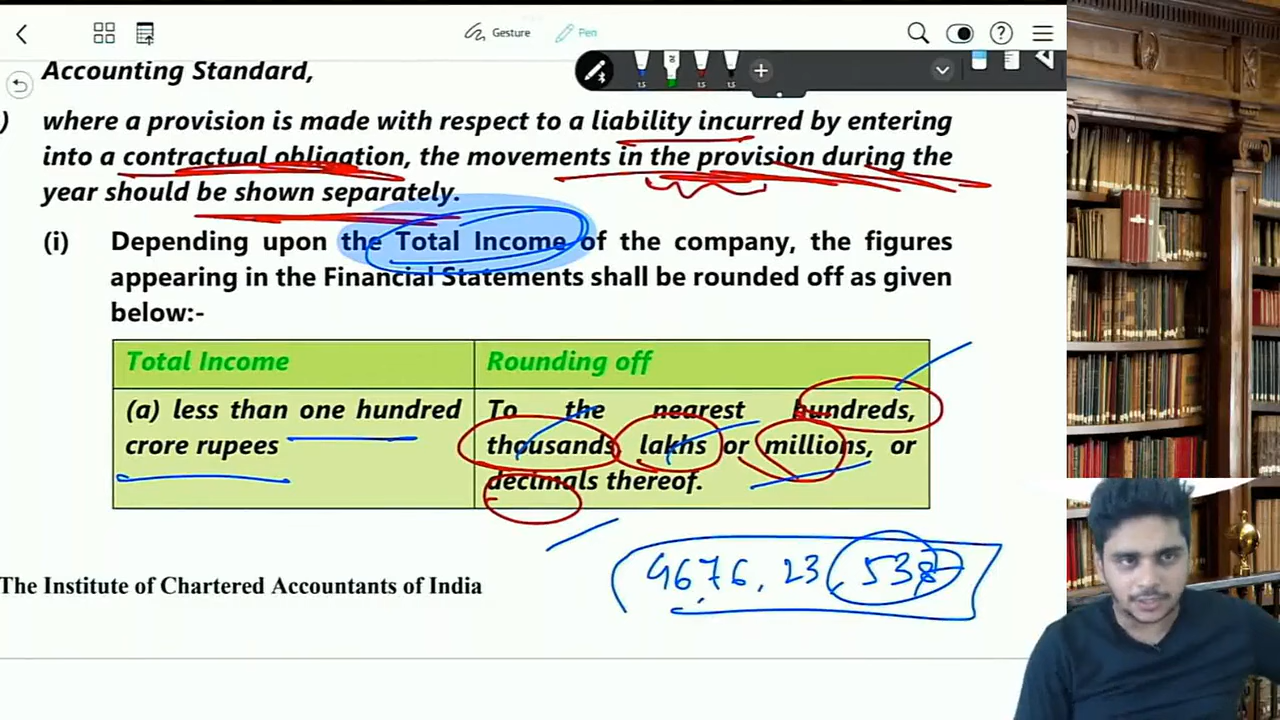 Gesture
Pen
Accounting Standard,
) where a provision is made with respect to a liability incurred by entering
into a contractual obligation, the movements in the provision during the
year should be shown separately.
(i) Depending upon the Total Income of the company, the figures
appearing in the Financial Statements shall be rounded off as given
below:-
Total Income
Rounding off
(a) less than one hundred
crore rupees
To the nearest hundreds,
thousands lakhs or millions, or
decimals thereof.
The Institute of Chartered Accountants of India